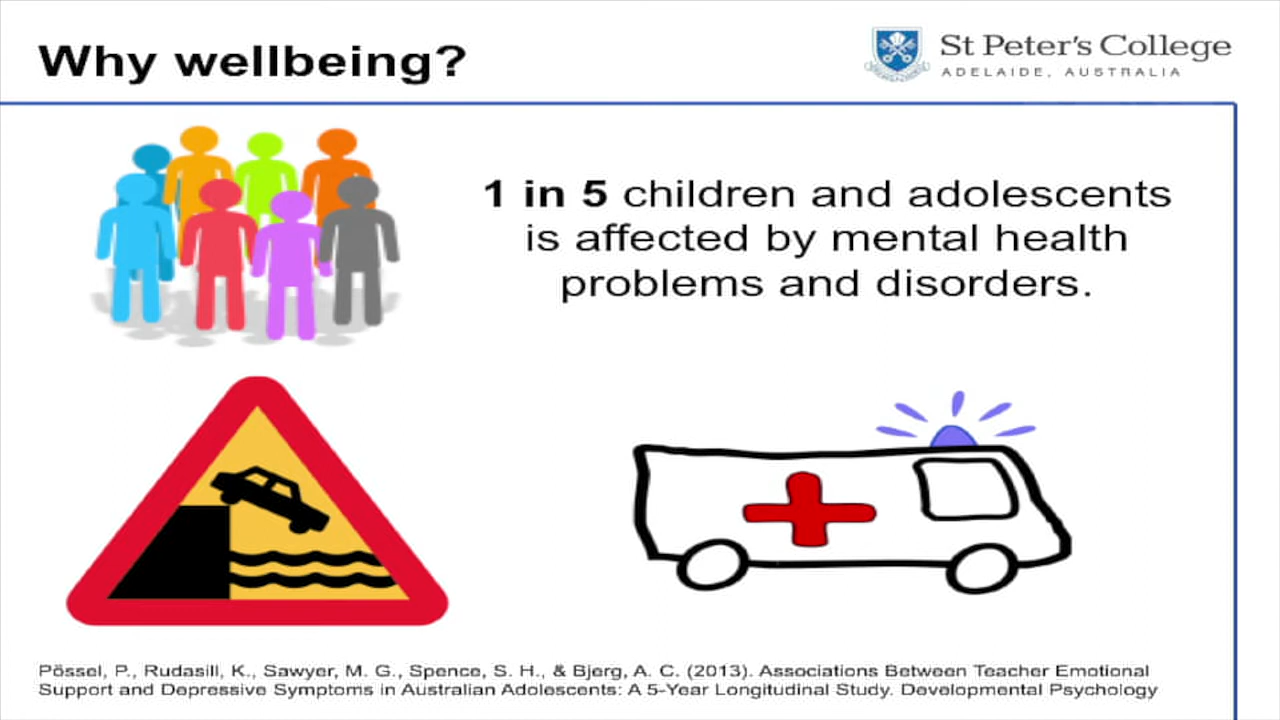 Why wellbeing?
St Peter's College
ADELAIDE, AUSTRALIA
1 in 5 children and adolescents
is affected by mental health
problems and disorders.
Pössel, P., Rudasill, K., Sawyer, M. G., Spence, S. H., & Bjerg, A. C. (2013). Associations Between Teacher Emotional
Support and Depressive Symptoms in Australian Adolescents: A 5-Year Longitudinal Study. Developmental Psychology